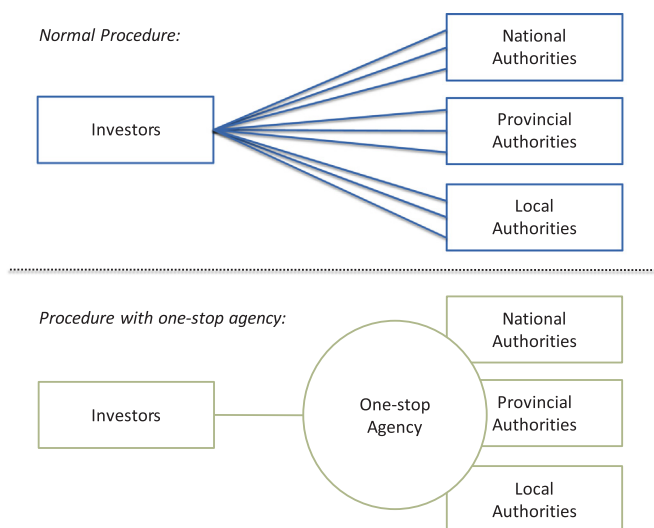 Normal Procedure:
National
Authorities
Investors
Provincial
Authorities
Local
Authorities
Procedure with one-stop agency:
National
Authorities
Investors
One-stop
Agency
Provincial
Authorities
Local
Authorities